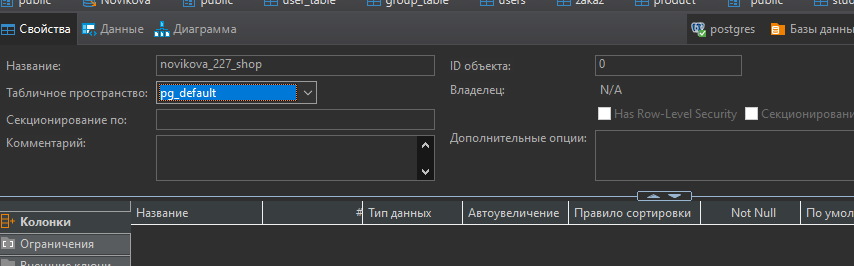 public Novikova public user_table group_table users zakaz product public stud
Свойства Данные Диаграмма postgres Базы данны
Название: novikova_227_shop ID объекта: 0
Табличное пространство: pg_default Владелец: N/A
Секционирование по: Has Row-Level Security Секционировани
Комментарий: Дополнительные опции:
Колонки Название # Тип данных Автоувеличение Правило сортировки Not Null По умол
Ограничения
Внешние ключи